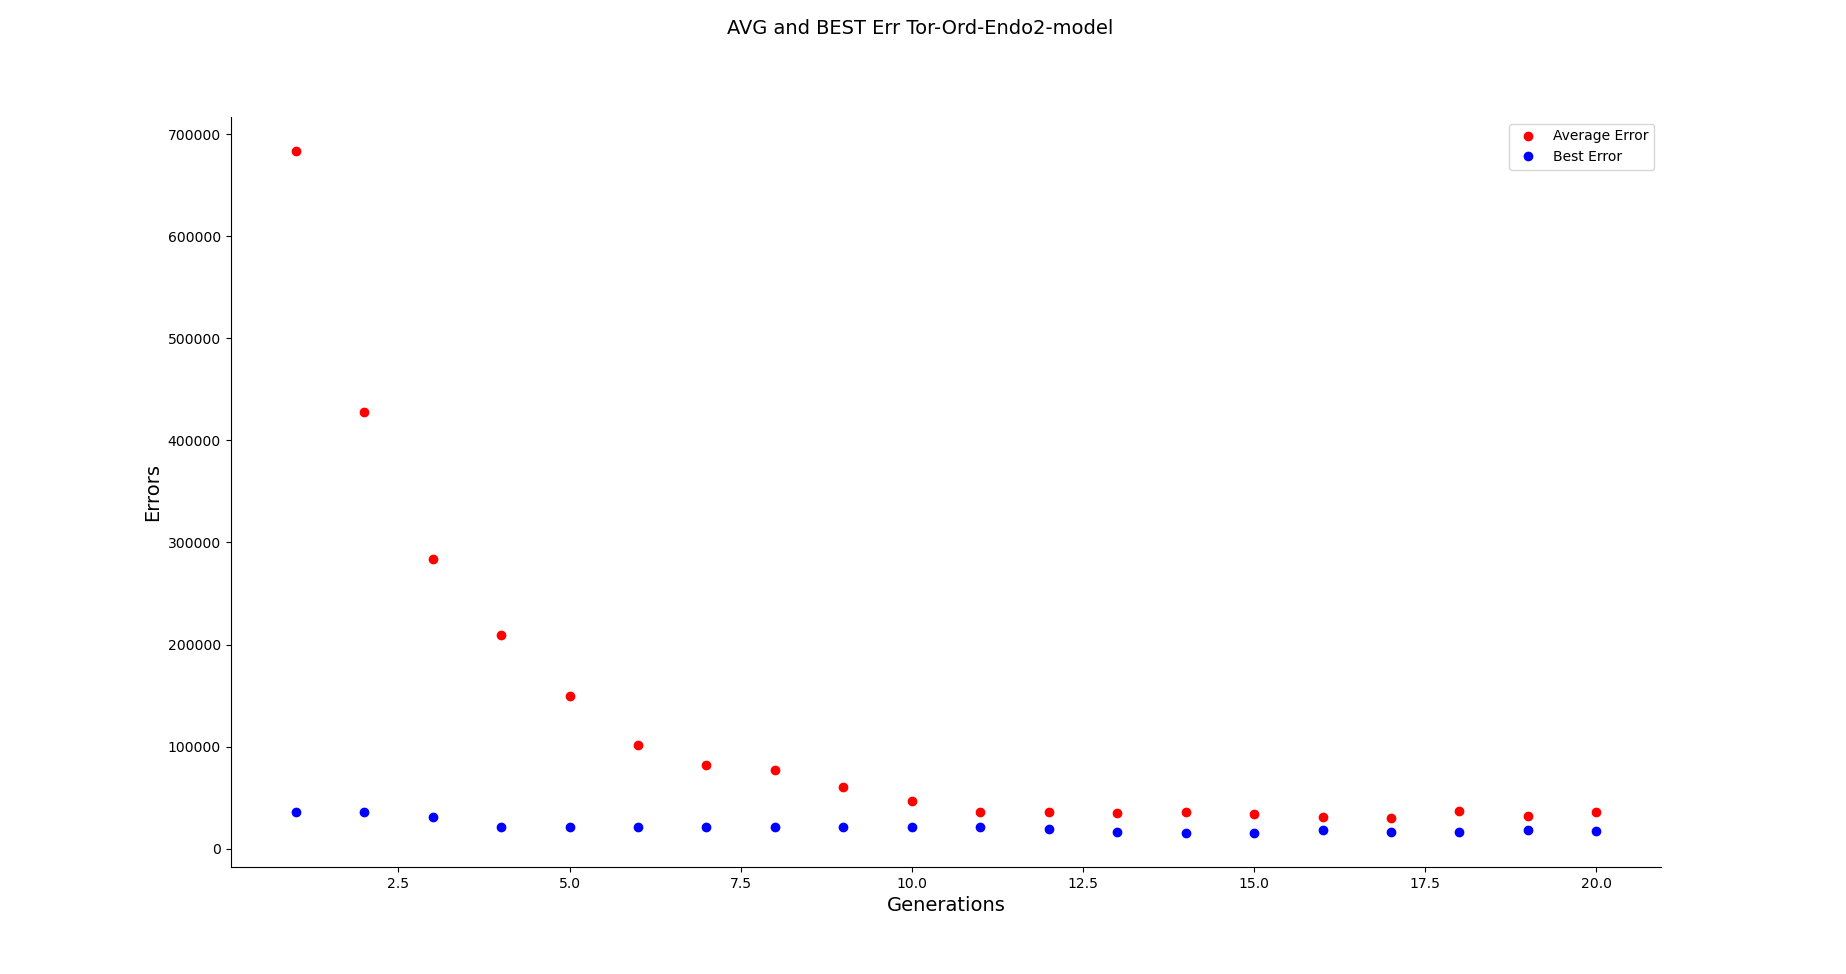 AVG and BEST Err Tor-Ord-Endo2-model
Average Error
Best Error
700000
600000
500000
400000
300000
200000
100000
0
Errors
2.5 5.0 7.5 10.0 12.5 15.0 17.5 20.0
Generations